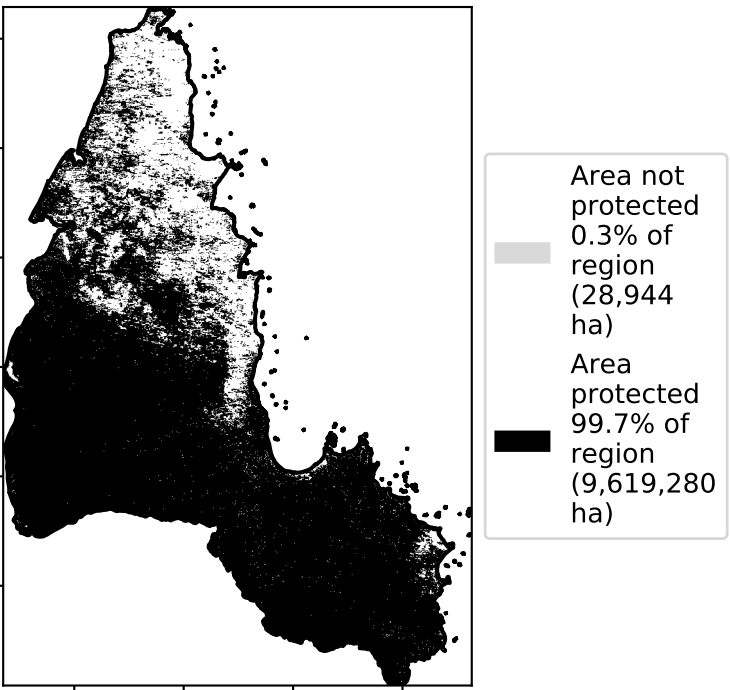 Area not
protected
0.3% of
region
(28,944
ha)
Area
protected
99.7% of
region
(9,619,280
ha)